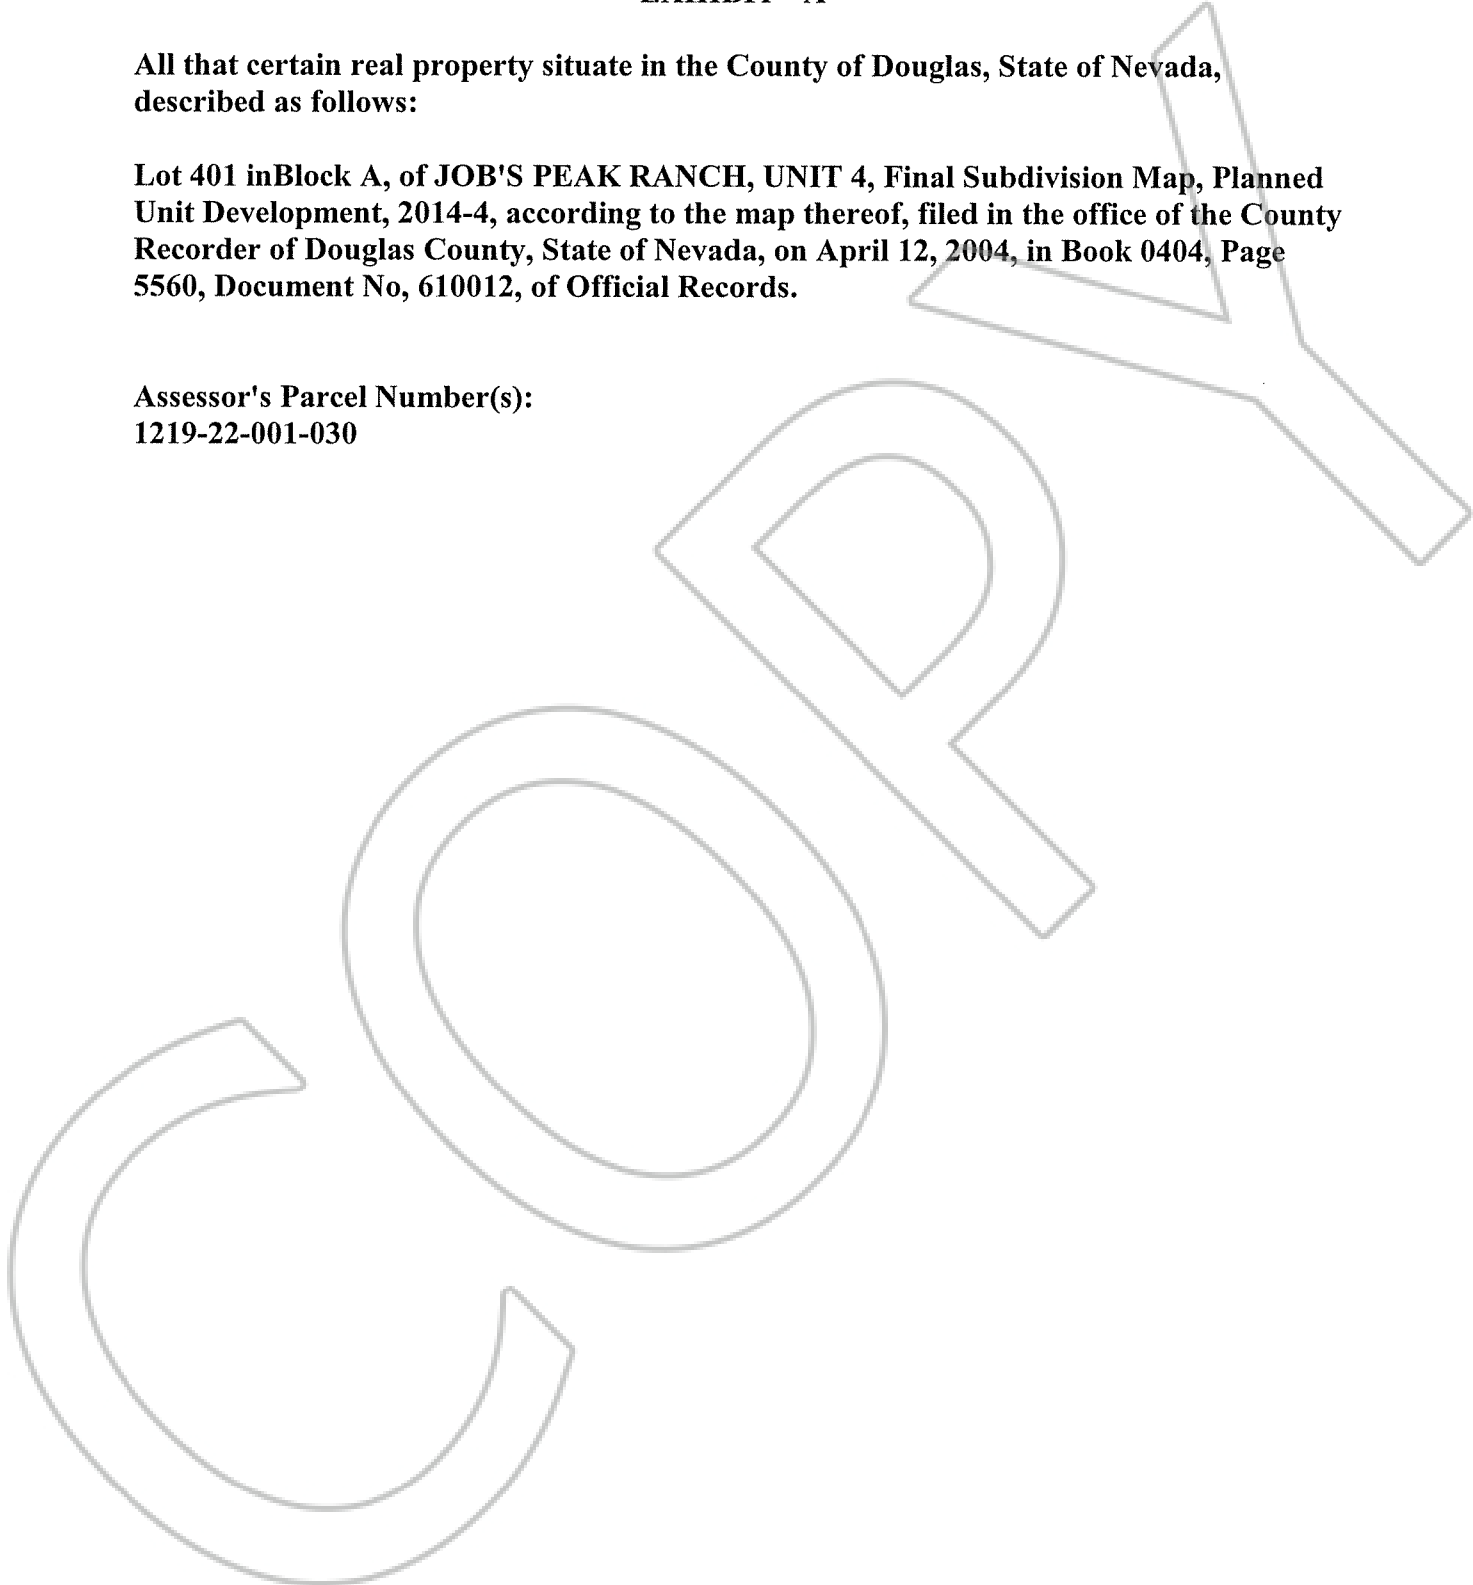 All that certain real property situate in the County of Douglas, State of Nevada,
described as follows:
Lot 401 inBlock A, of JOB'S PEAK RANCH, UNIT 4, Final Subdivision Map, Planned
Unit Development, 2014-4, according to the map thereof, filed in the office of the County
Recorder of Douglas County, State of Nevada, on April 12, 2004, in Book 0404, Page
5560, Document No, 610012, of Official Records.
Assessor's Parcel Number(s):
1219-22-001-030
COPY